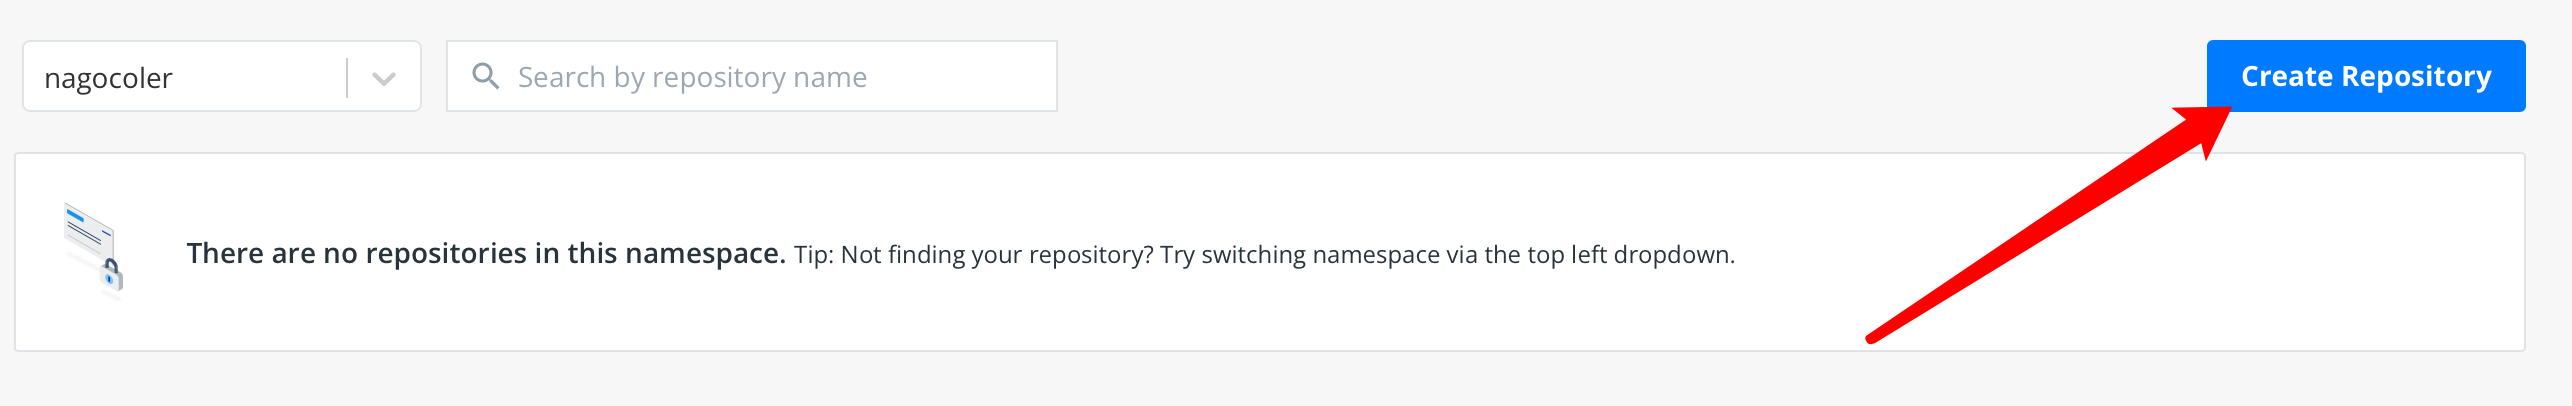 nagocoler
Search by repository name
Create Repository
There are no repositories in this namespace. Tip: Not finding your repository? Try switching namespace via the top left dropdown.